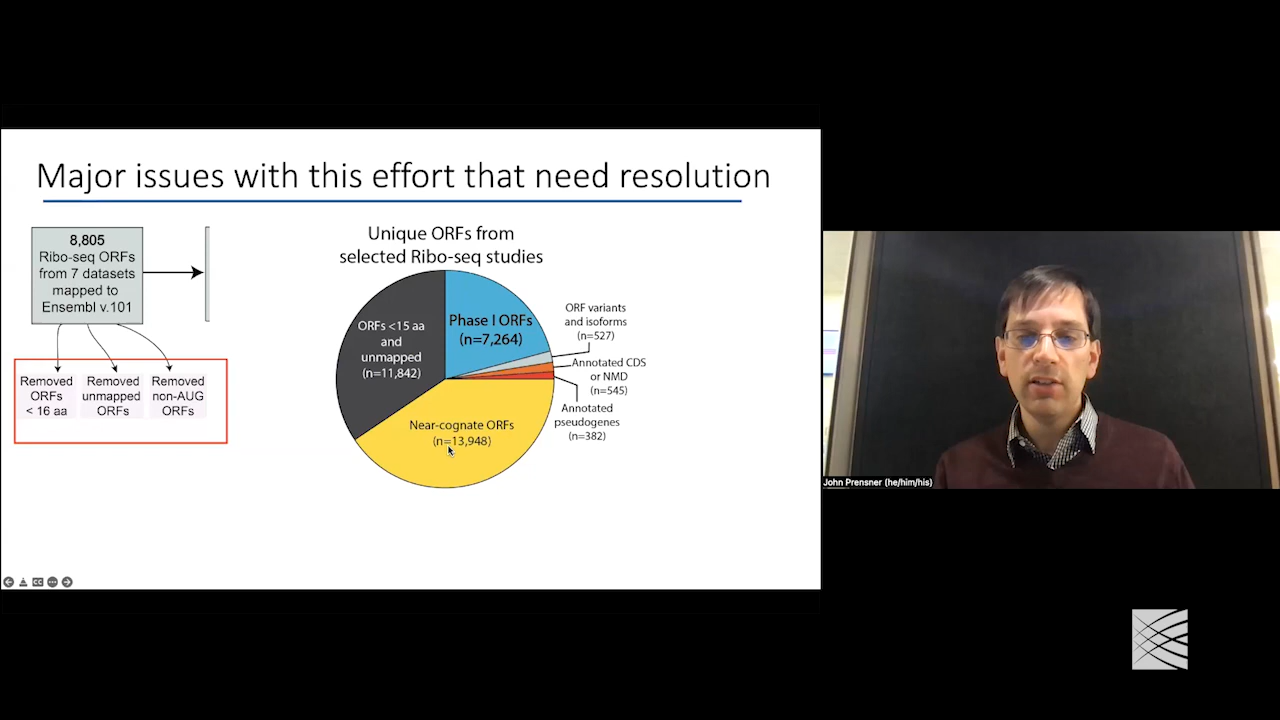 Major issues with this effort that need resolution
8,805
Ribo-seq ORFs
from 7 datasets
mapped to
Ensembl v.101
Removed
ORFs
< 16 aa
Removed
unmapped
ORFs
Removed
non-AUG
ORFs
Unique ORFs from
selected Ribo-seq studies
ORFs <15 aa
and
unmapped
(n=11,842)
Phase I ORFs
(n=7,264)
ORF variants
and isoforms
(n=527)
Annotated CDS
or NMD
(n=545)
Annotated
pseudogenes
(n=382)
Near-cognate ORFs
(n=13,948)
CC
John Prensner (he/him/his)